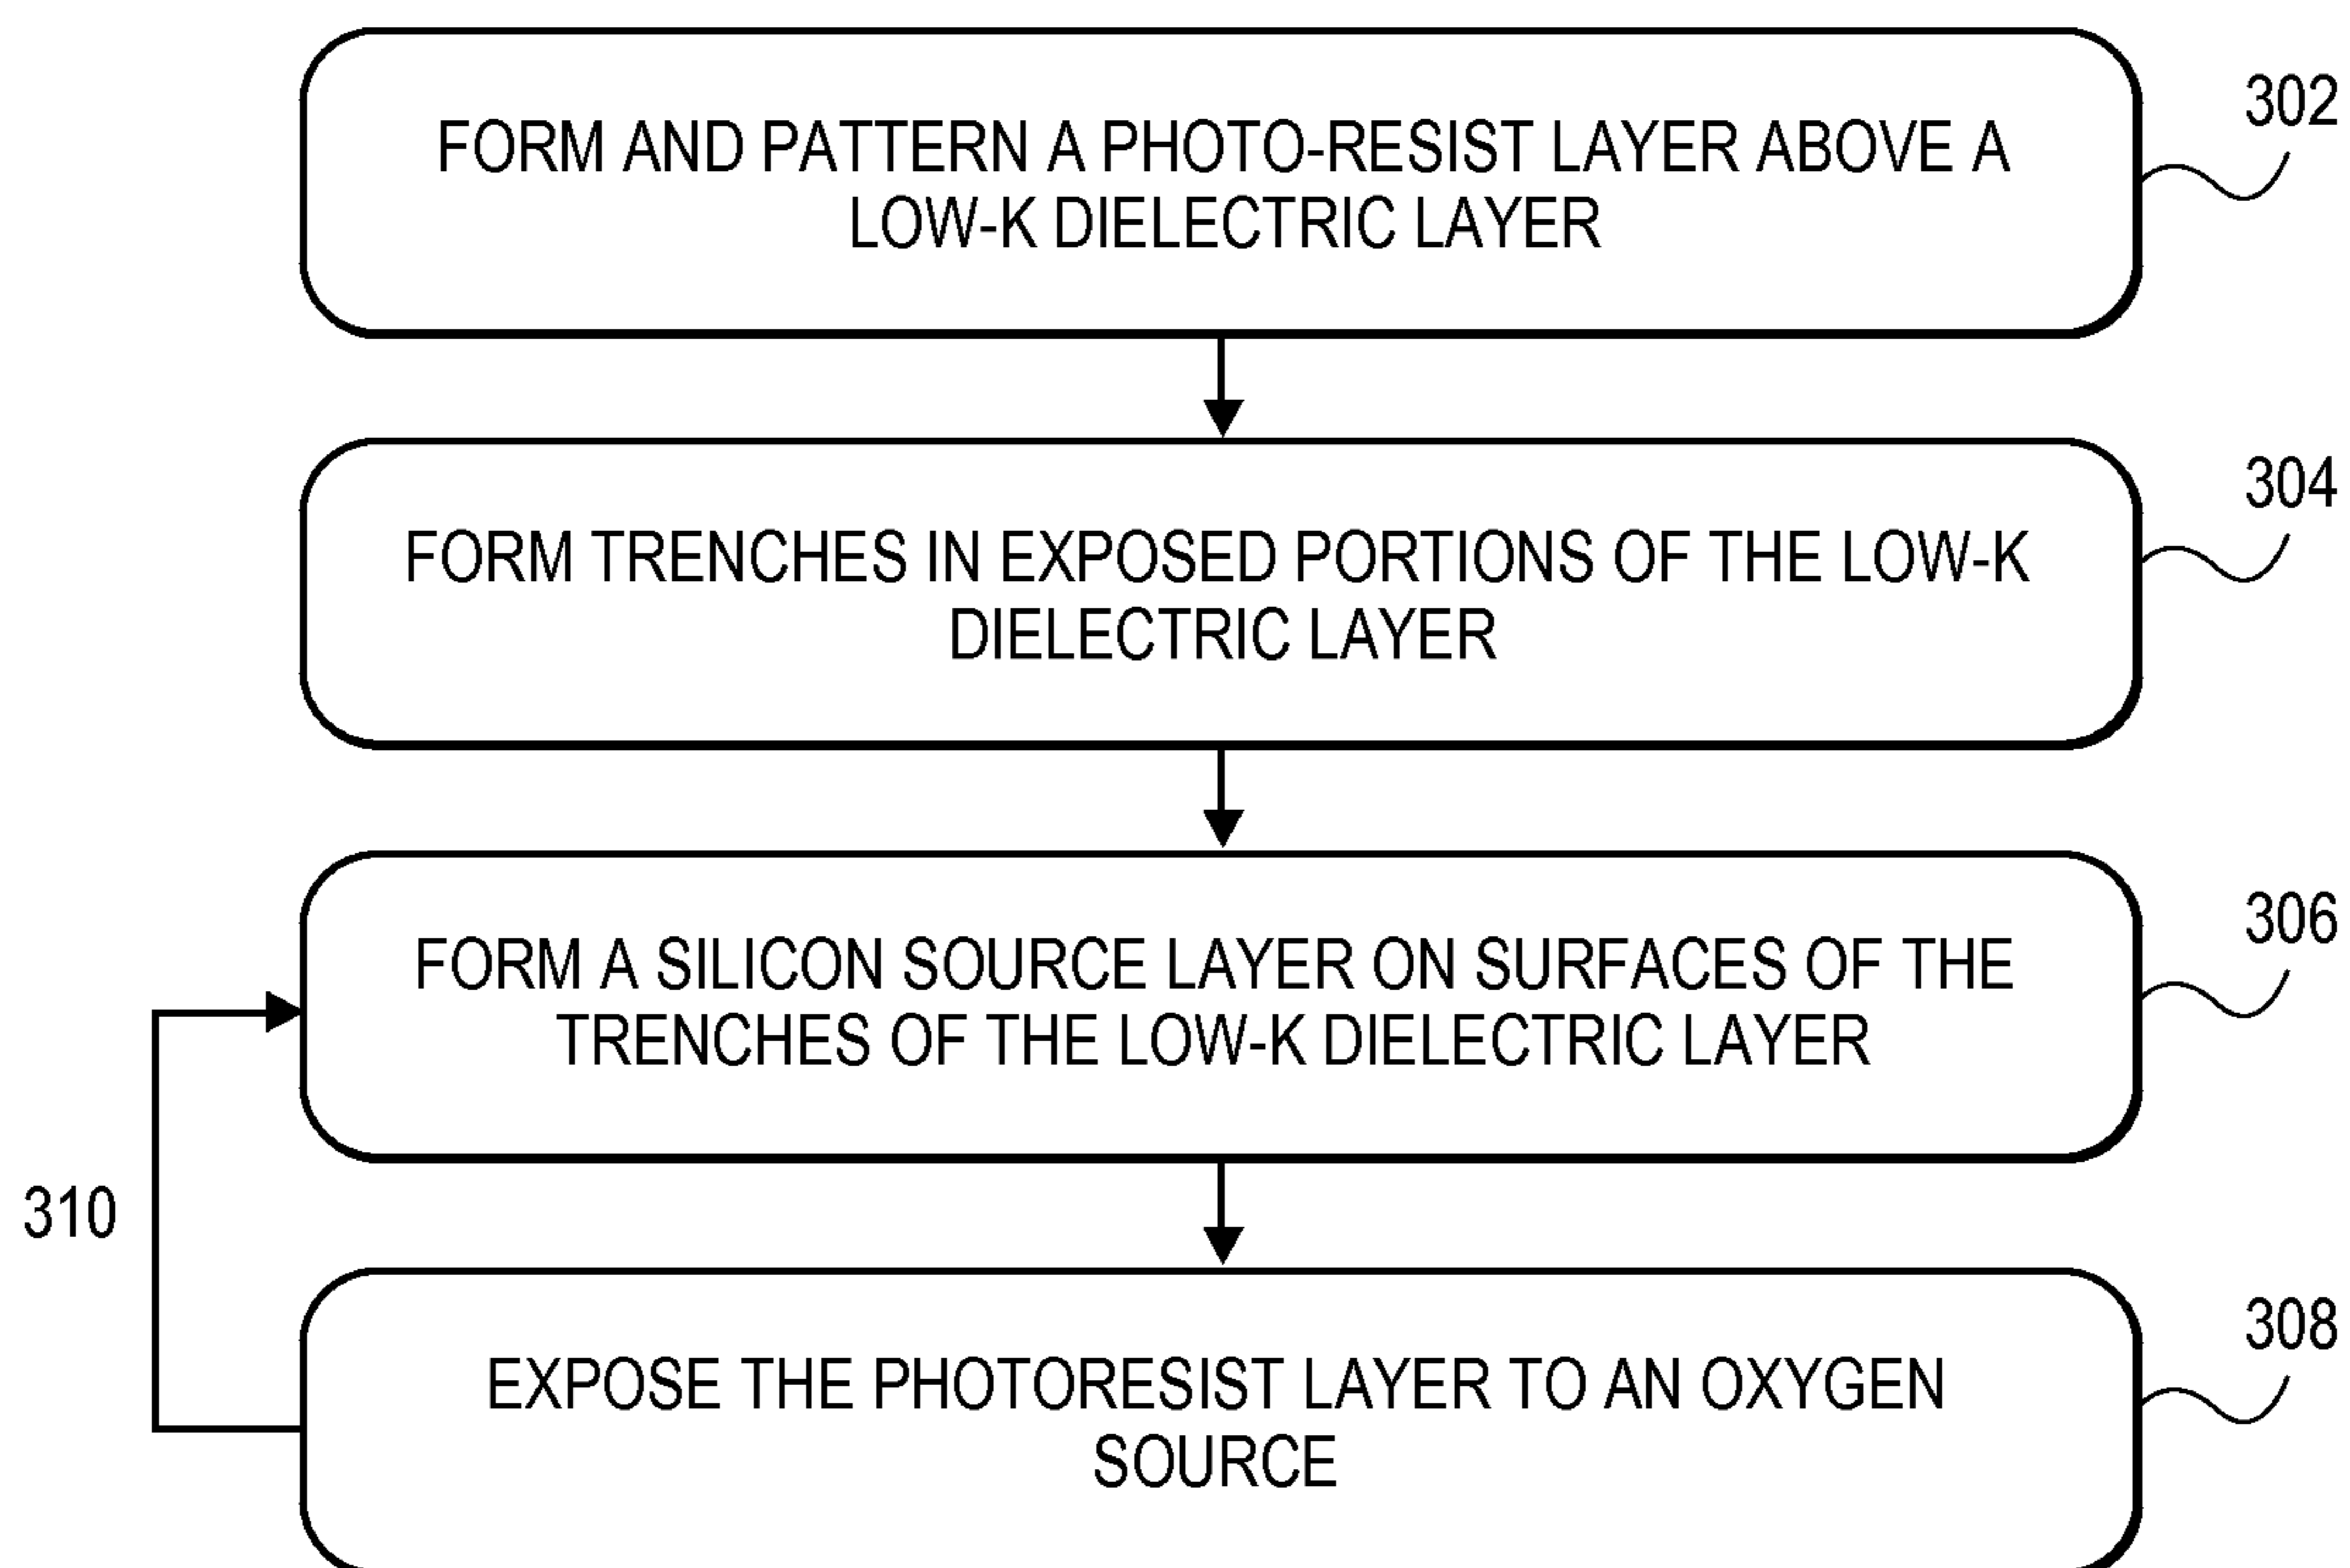 302
FORM AND PATTERN A PHOTO-RESIST LAYER ABOVE A
LOW-K DIELECTRIC LAYER
304
FORM TRENCHES IN EXPOSED PORTIONS OF THE LOW-K
DIELECTRIC LAYER
306
FORM A SILICON SOURCE LAYER ON SURFACES OF THE
TRENCHES OF THE LOW-K DIELECTRIC LAYER
310
308
EXPOSE THE PHOTORESIST LAYER TO AN OXYGEN
SOURCE